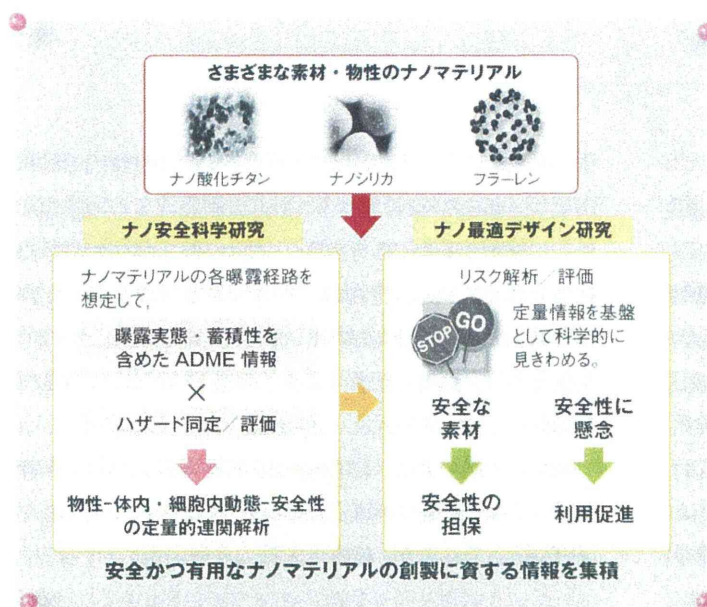 さまざまな素材・物性のナノマテリアル
ナノ酸化チタン
ナノシリカ
フラーレン
ナノ安全科学研究
ナノマテリアルの各曝露経路を
想定して,
曝露実態・蓄積性を
含めた ADME 情報
×
ハザード同定/評価
物性-体内・細胞内動態-安全性
の定量的連関解析
ナノ最適デザイン研究
リスク解析/評価
STOP
GO
定量情報を基盤
として科学的に
見きわめる。
安全な
素材
安全性の
担保
安全性に
懸念
利用促進
安全かつ有用なナノマテリアルの創製に資する情報を集積